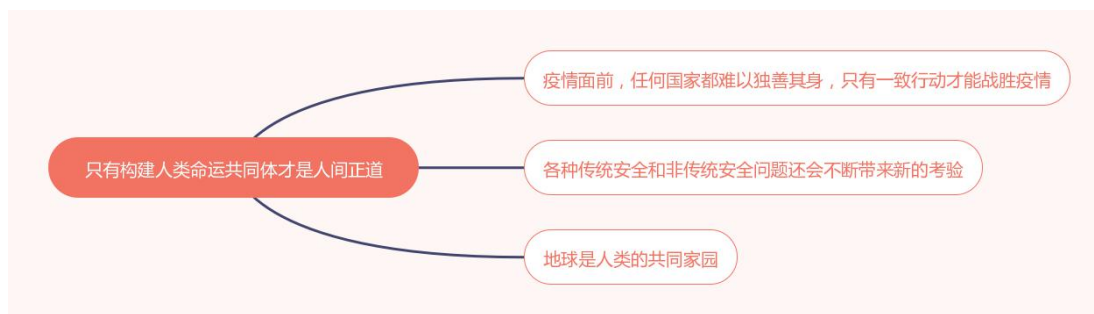 疫情面前，任何国家都难以独善其身，只有一致行动才能战胜疫情
只有构建人类命运共同体才是人间正道
各种传统安全和非传统安全问题还会不断带来新的考验
地球是人类的共同家园